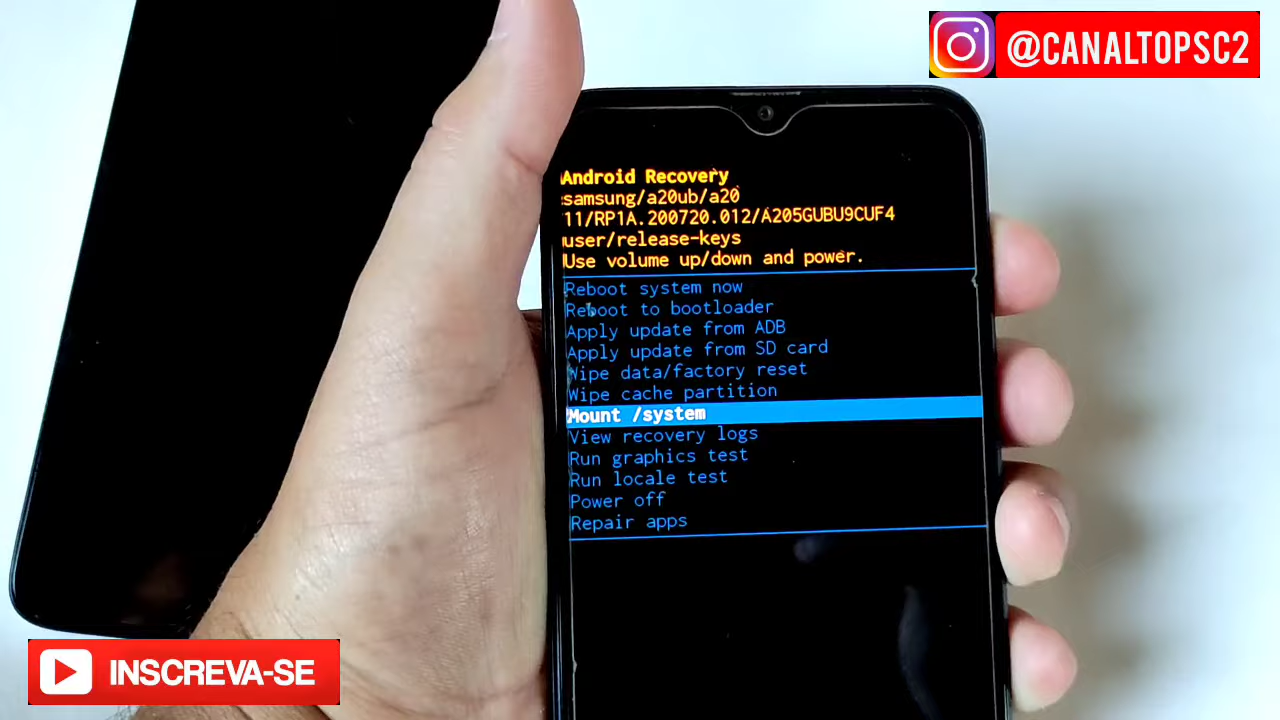 @CANALTOPSC2
Android Recovery
samsung/a20ub/a20
11/RP1A.200720.012/A205GUBU9CUF4
user/release-keys
Use volume up/down and power.
Reboot system now
Reboot to bootloader
Apply update from ADB
Apply update from SD card
Wipe data/factory reset
Wipe cache partition
Mount /system
View recovery logs
Run graphics test
Run locale test
Power off
Repair apps
INSCREVA-SE